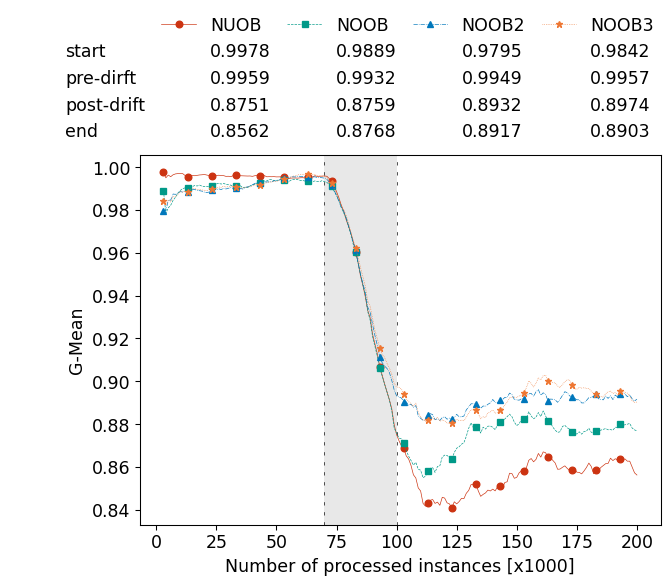 NUOB NOOB NOOB2 NOOB3
start 0.9978 0.9889 0.9795 0.9842
pre-dirft 0.9959 0.9932 0.9949 0.9957
post-drift 0.8751 0.8759 0.8932 0.8974
end 0.8562 0.8768 0.8917 0.8903
1.00
0.98
0.96
0.94
0.92
0.90
0.88
0.86
0.84
G-Mean
0 25 50 75 100 125 150 175 200
Number of processed instances [x1000]